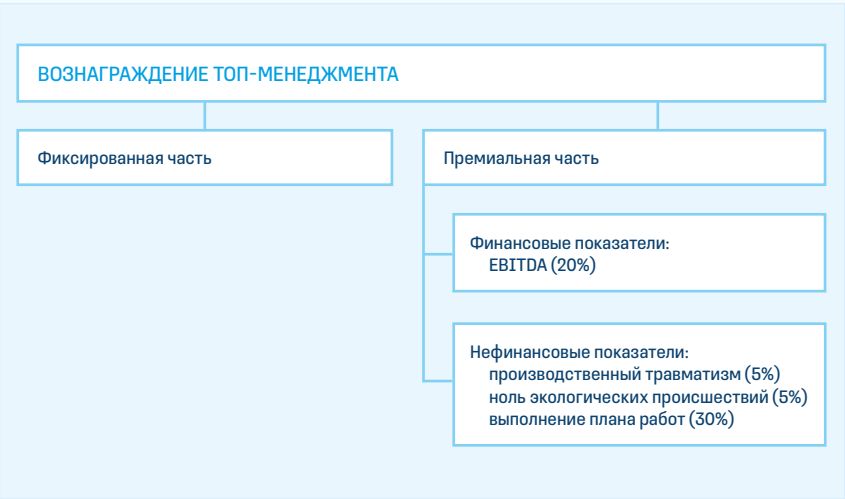 ВОЗНАГРАЖДЕНИЕ ТОП-МЕНЕДЖМЕНТА
Фиксированная часть
Премиальная часть
Финансовые показатели:
EBITDA (20%)
Нефинансовые показатели:
производственный травматизм (5%)
ноль экологических происшествий (5%)
выполнение плана работ (30%)